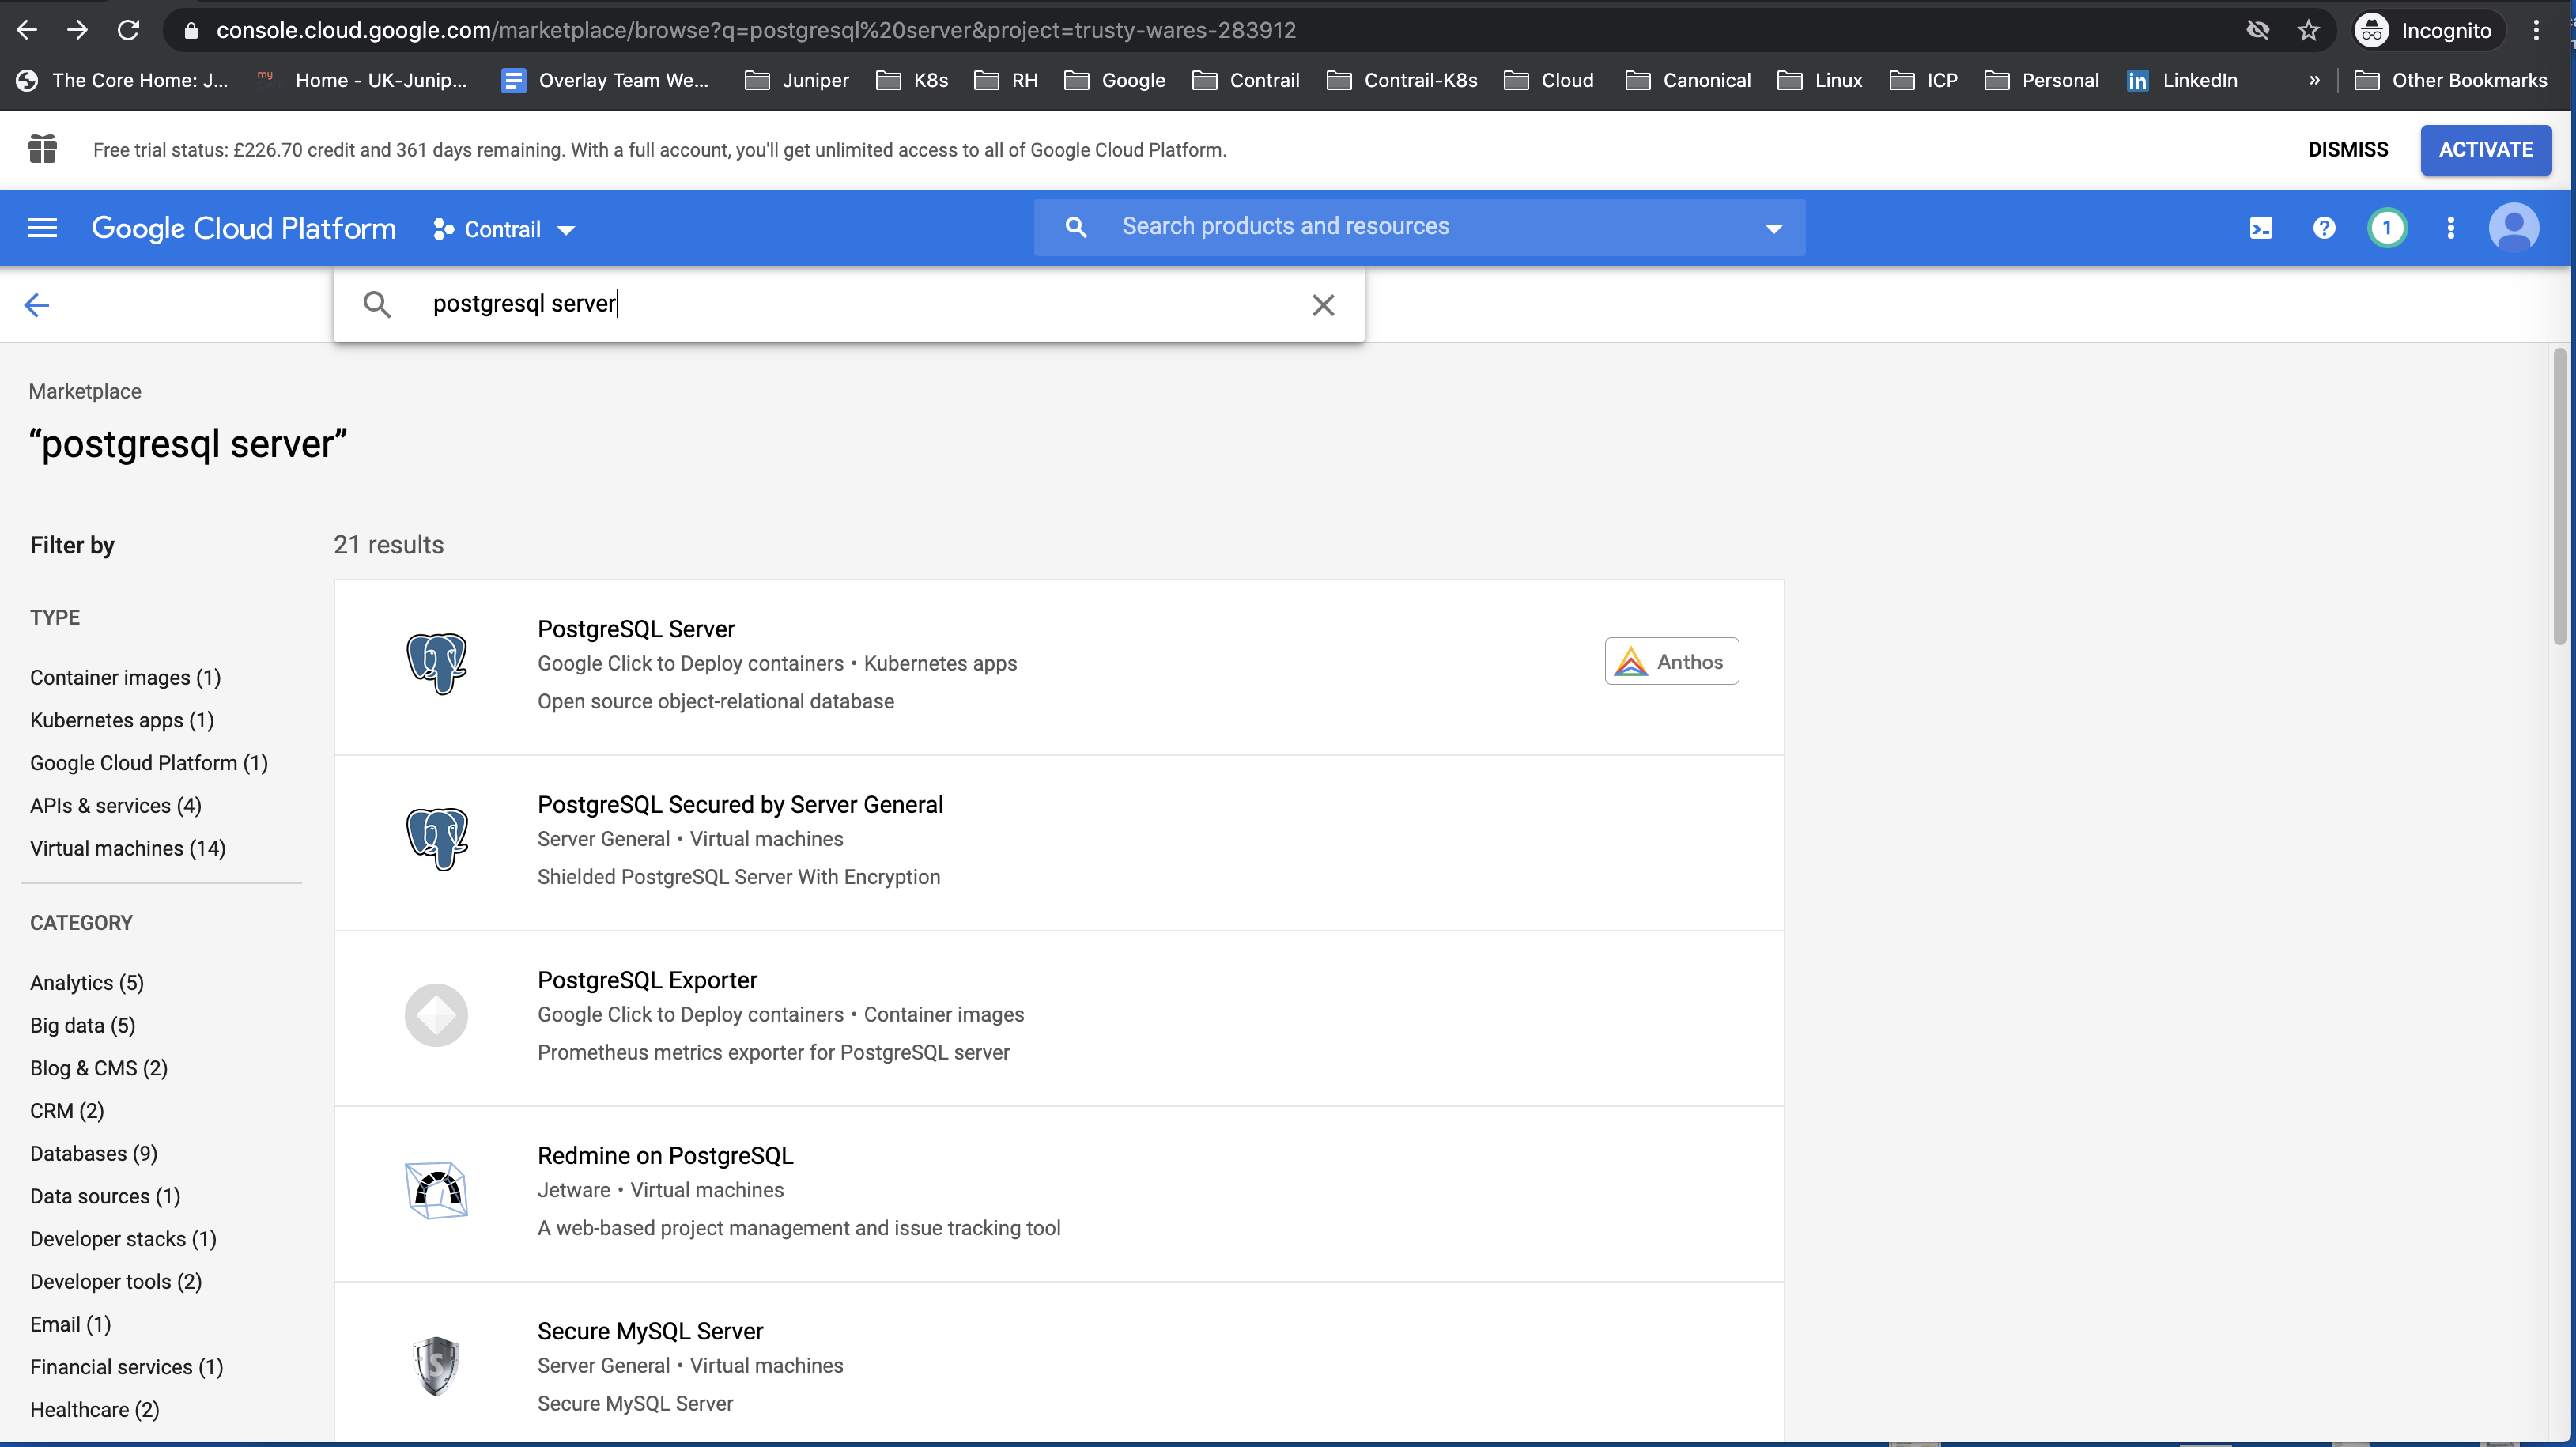 console.cloud.google.com/marketplace/browse?q=postgresql%20server&project=trusty-wares-283912
Incognito
The Core Home: J...
my
Home - UK-Junip...
Overlay Team We...
Juniper
K8s
RH
Google
Contrail
Contrail-K8s
Cloud
Canonical
Linux
ICP
Personal
in
LinkedIn
»
Other Bookmarks
Free trial status: £226.70 credit and 361 days remaining. With a full account, you'll get unlimited access to all of Google Cloud Platform.
DISMISS
ACTIVATE
Google Cloud Platform
Contrail
Search products and resources
?
1
postgresql server
Marketplace
“postgresql server”
Filter by
TYPE
Container images (1)
Kubernetes apps (1)
Google Cloud Platform (1)
APIs & services (4)
Virtual machines (14)
CATEGORY
Analytics (5)
Big data (5)
Blog & CMS (2)
CRM (2)
Databases (9)
Data sources (1)
Developer stacks (1)
Developer tools (2)
Email (1)
Financial services (1)
Healthcare (2)
21 results
PostgreSQL Server
Google Click to Deploy containers • Kubernetes apps
Open source object-relational database
Anthos
PostgreSQL Secured by Server General
Server General • Virtual machines
Shielded PostgreSQL Server With Encryption
PostgreSQL Exporter
Google Click to Deploy containers • Container images
Prometheus metrics exporter for PostgreSQL server
Redmine on PostgreSQL
Jetware • Virtual machines
A web-based project management and issue tracking tool
S
Secure MySQL Server
Server General • Virtual machines
Secure MySQL Server